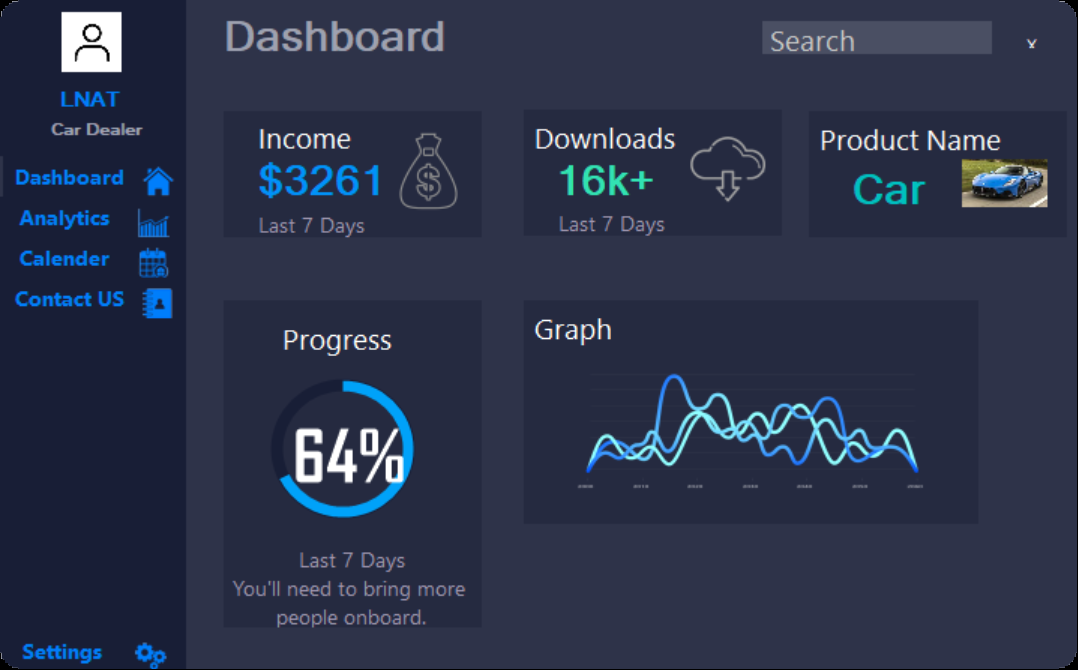 LNAT
Car Dealer
Dashboard
Analytics
Calender
Contact US
Settings
Dashboard
Search
x
Income
$3261
Last 7 Days
Downloads
16k+
Last 7 Days
Product Name
Car
Progress
64%
Last 7 Days
You'll need to bring more
people onboard.
Graph